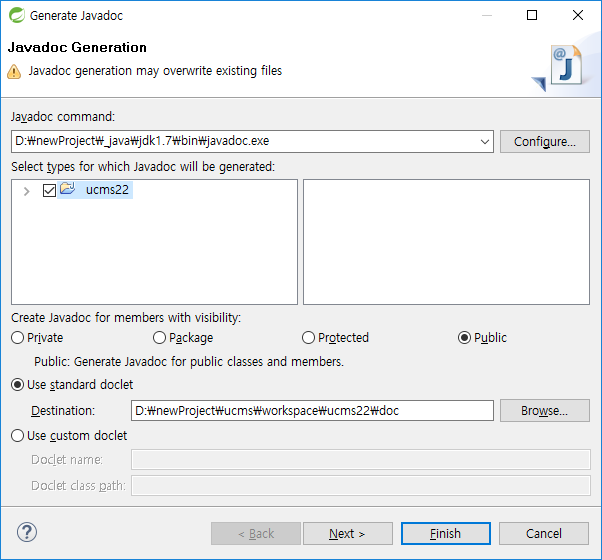 Generate Javadoc
Javadoc Generation
Javadoc generation may overwrite existing files
@
J
Javadoc command:
D:₩newProject₩_java₩jdk1.7₩bin₩javadoc.exe
Configure...
Select types for which Javadoc will be generated:
ucms22
Create Javadoc for members with visibility:
Private Package Protected Public
Public: Generate Javadoc for public classes and members.
Use standard doclet
Destination: D:₩newProject₩ucms₩workspace₩ucms22₩doc Browse...
Use custom doclet
Doclet name:
Doclet class path:
? < Back Next > Finish Cancel